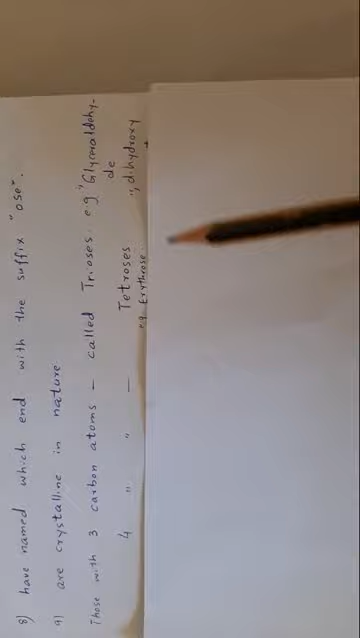 8) have named which end with the suffix "ose".
9) are crystalline in nature
Those with 3 carbon atoms - called Trioses. e.g "Glyceraldehy-
de
4 " " - Tetroses ", dihydroxy
e.g. Erythrose.